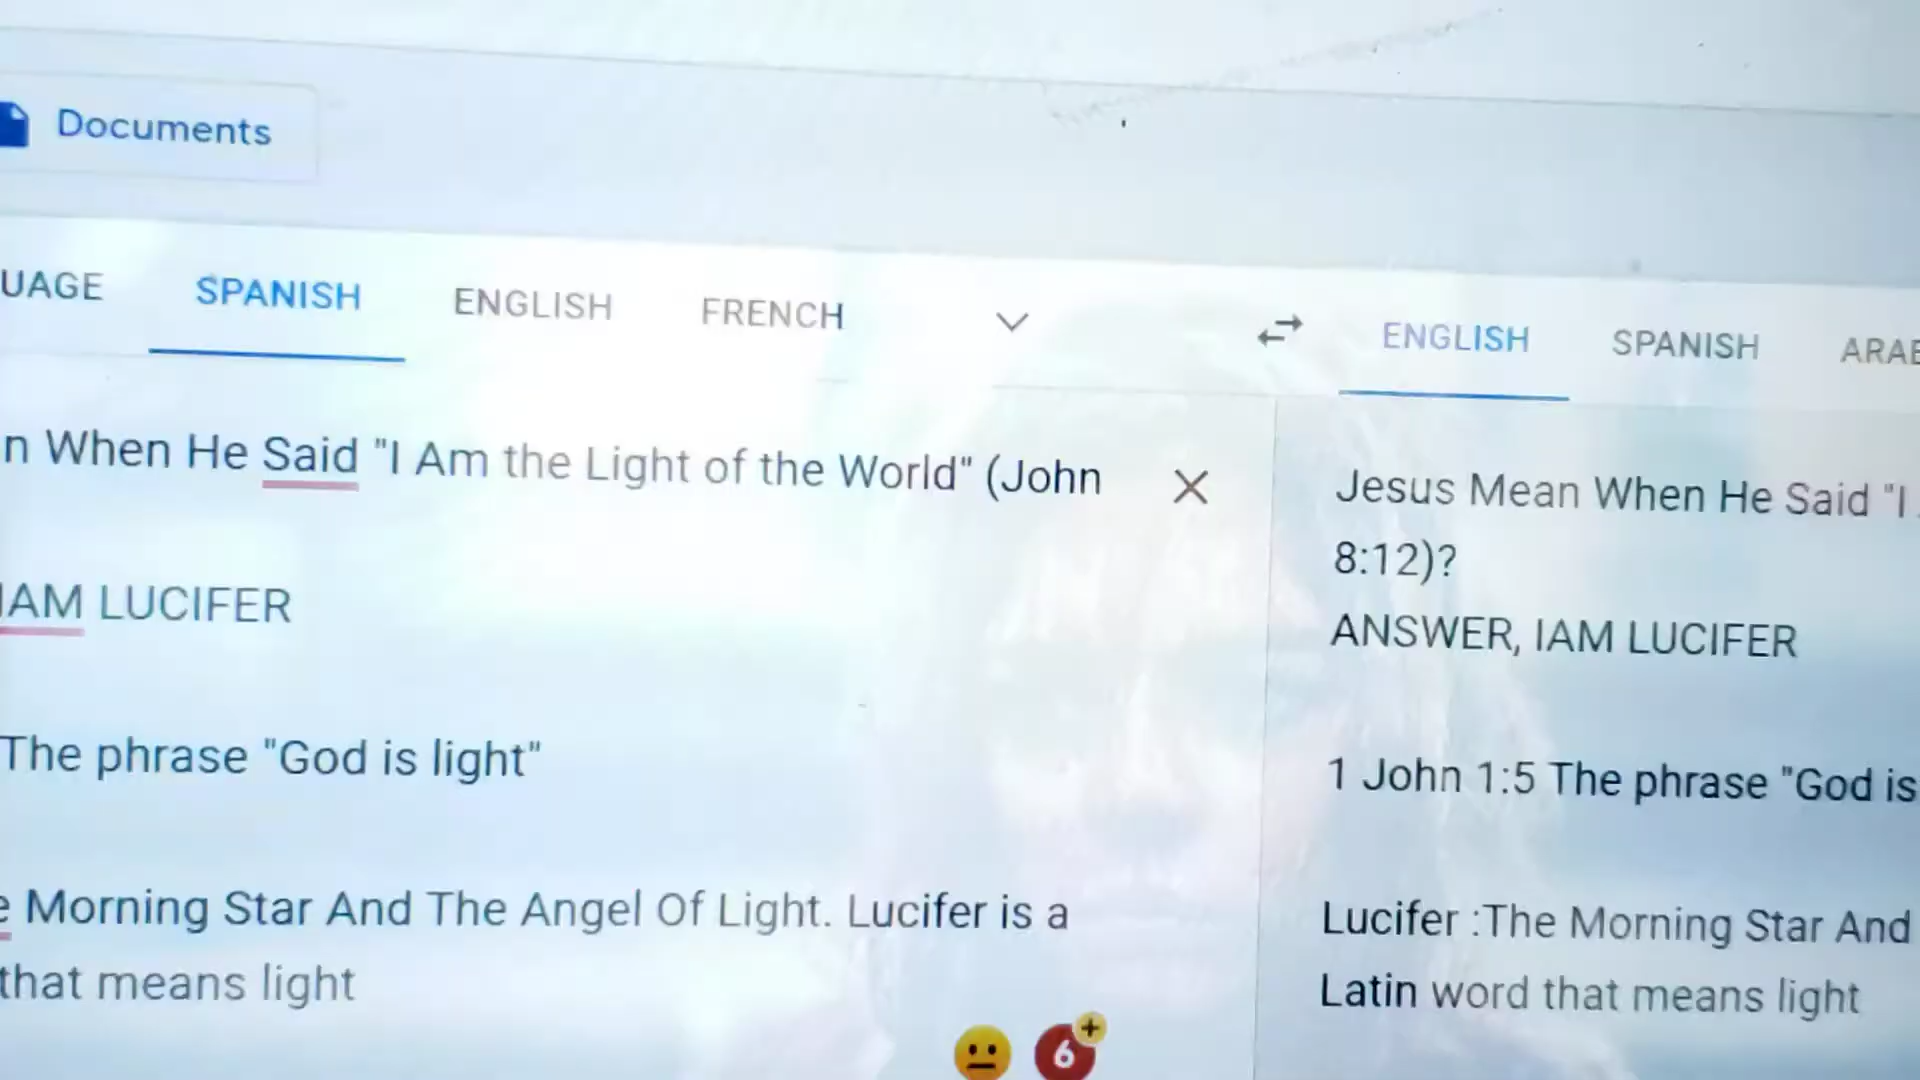 Documents
UAGE SPANISH ENGLISH FRENCH
ENGLISH SPANISH ARAB
n When He Said "I Am the Light of the World" (John
IAM LUCIFER
The phrase "God is light"
e Morning Star And The Angel Of Light. Lucifer is a
that means light
Jesus Mean When He Said "I
8:12)?
ANSWER, IAM LUCIFER
1 John 1:5 The phrase "God is
Lucifer :The Morning Star And
Latin word that means light
6